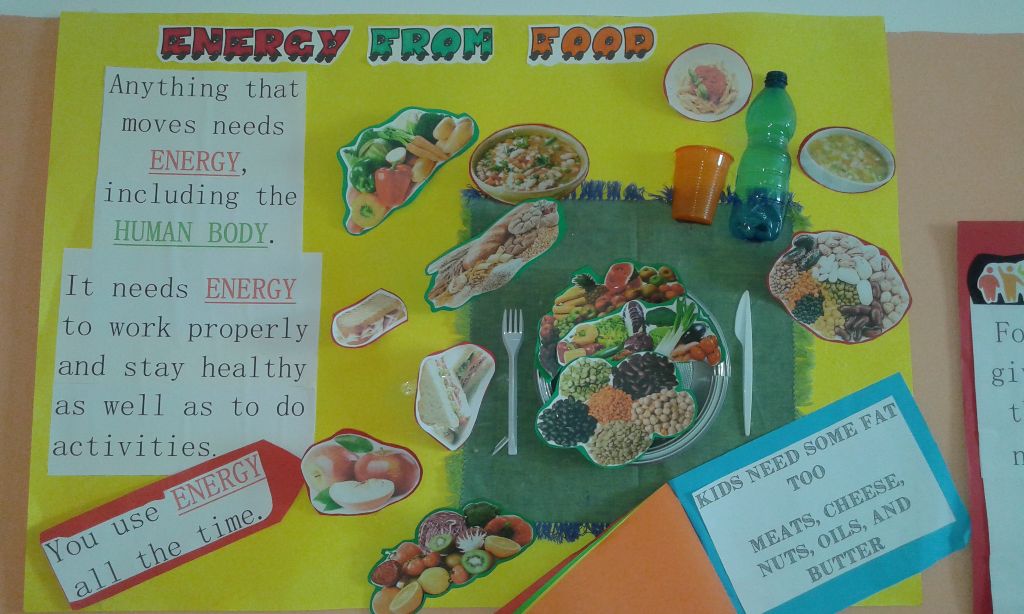 ENERGY FROM FOOD
Anything that
moves needs
ENERGY,
including the
HUMAN BODY.
It needs ENERGY
to work properly
and stay healthy
as well as to do
activities.
You use ENERGY
all the time.
KIDS NEED SOME FAT
TOO
MEATS, CHEESE,
NUTS, OILS, AND
BUTTER